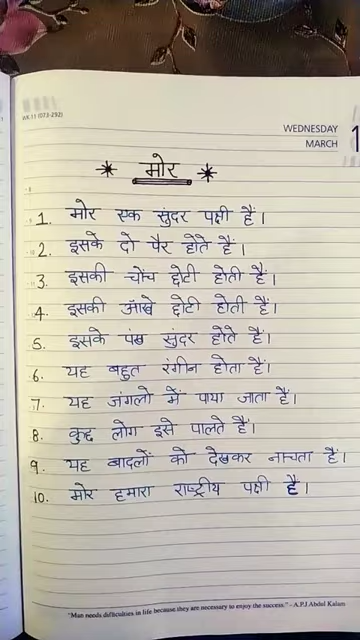 WK 11 (073-292)
WEDNESDAY
MARCH
* मोर *
1. मोर एक सुंदर पक्षी हैं।
2. इसके दो पैर होते हैं।
3. इसकी चोंच छोटी होती हैं।
4. इसकी आँखे छोटी होती हैं।
5. इसके पंख सुंदर होते हैं।
6. यह बहुत रंगीन होता हैं।
7. यह जंगलो में पाया जाता हैं।
8. कुछ लोग इसे पालते हैं।
9. यह बादलों को देखकर नाचता हैं।
10. मोर हमारा राष्ट्रीय पक्षी है।
"Man needs difficulties in life because they are necessary to enjoy the success." - A.P.J Abdul Kalam